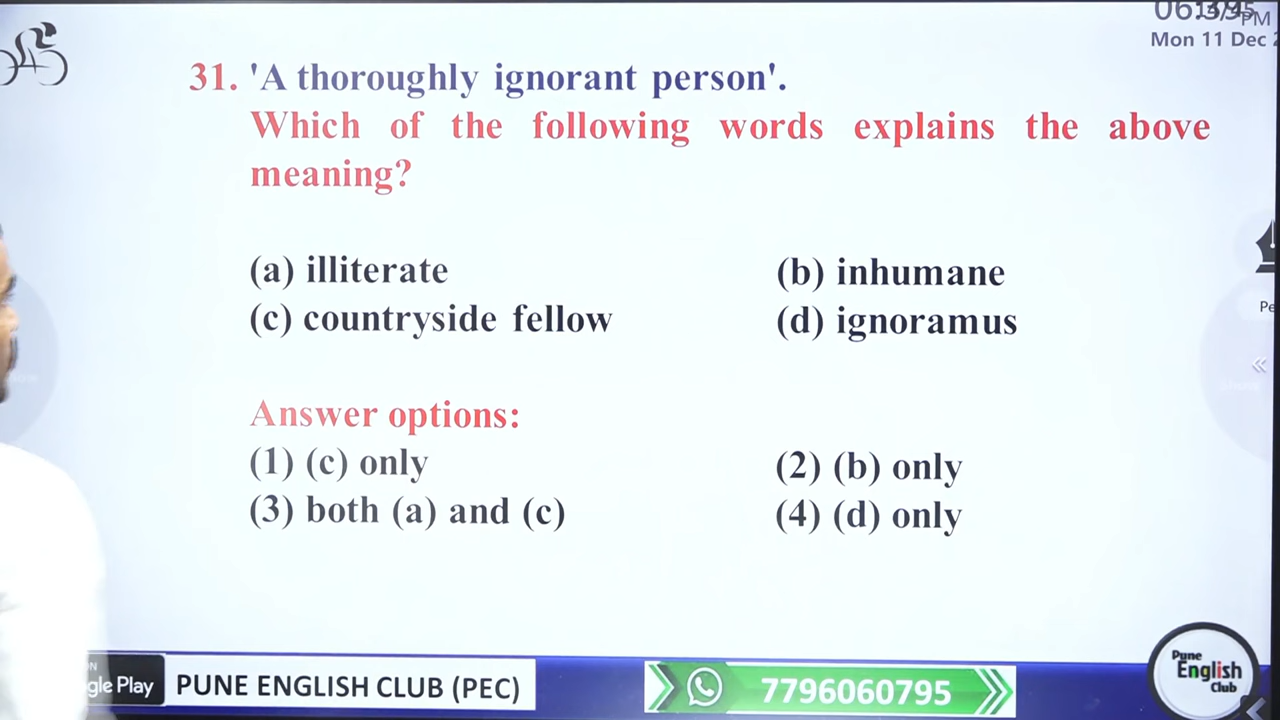 Mon 11 Dec
31. 'A thoroughly ignorant person'.
Which of the following words explains the above
meaning?
(a) illiterate (b) inhumane
(c) countryside fellow (d) ignoramus
Answer options:
(1) (c) only (2) (b) only
(3) both (a) and (c) (4) (d) only
gle Play
PUNE ENGLISH CLUB (PEC)
7796060795
Pune
English
Club